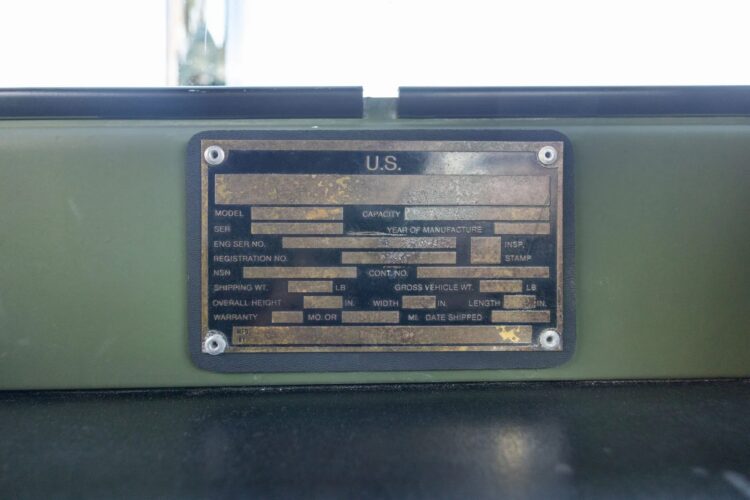 U.S.
MODEL CAPACITY
SER YEAR OF MANUFACTURE
ENG SER NO. INSP.
REGISTRATION NO. STAMP
NSN CONT. NO.
SHIPPING WT. LB GROSS VEHICLE WT. LB
OVERALL HEIGHT IN. WIDTH IN. LENGTH IN.
WARRANTY MO. OR MI. DATE SHIPPED